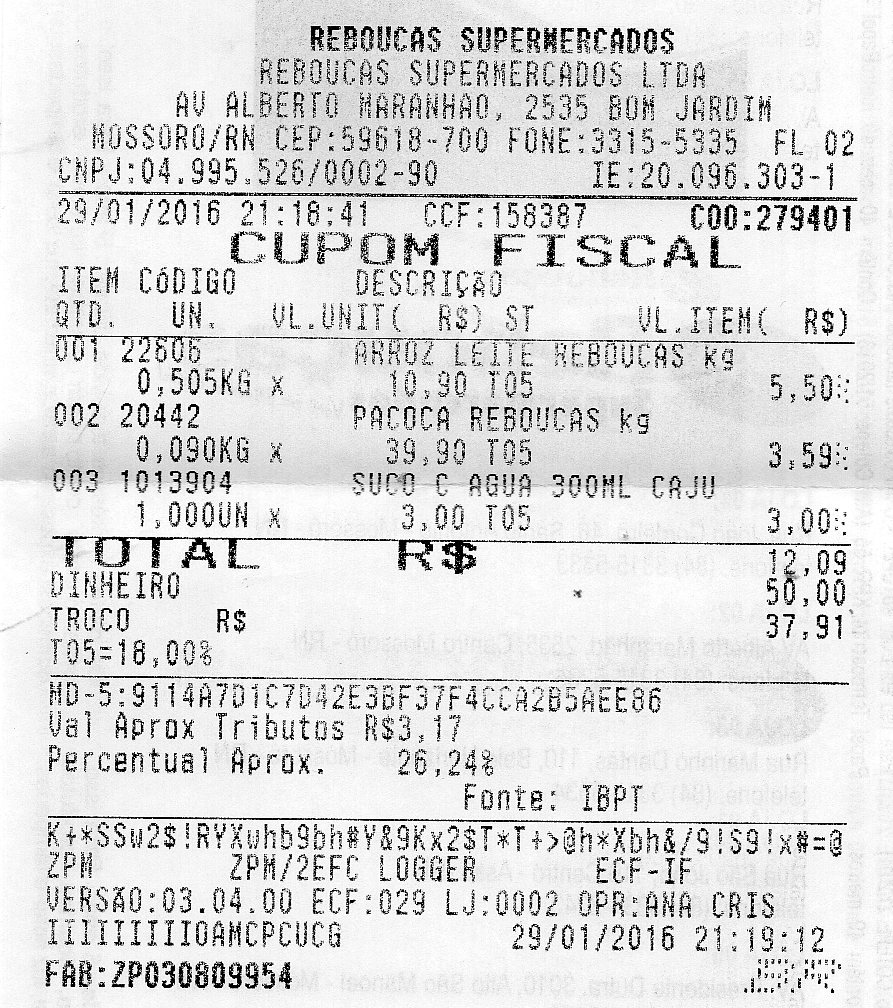 REBOUCAS SUPERMERCADOS
REBOUCAS SUPERMERCADOS LTDA
AV ALBERTO MARANHAO, 2535 BOM JARDIM
MOSSORO/RN CEP:59618-700 FONE:3315-5335 FL 02
CNPJ:04.995.526/0002-90 IE:20.096.303-1
29/01/2016 21:18:41 CCF:158387 COO:279401
CUPOM FISCAL
ITEM CÓDIGO DESCRIÇÃO
QTD. UN. VL.UNIT( R$) ST VL.ITEM( R$)
001 22606 ARROZ LEITE REBOUCAS kg
0,505KG x 10,90 T05 5,50
002 20442 PACOCA REBOUCAS kg
0,090KG x 39,90 T05 3,59
003 1013904 SUCO C AGUA 300ML CAJU
1,000UN x 3,00 T05 3,00
TOTAL R$ 12,09
DINHEIRO 50,00
TROCO R$ 37,91
T05=18,00%
MD-5:9114A7D1C7D42E3BF37F4CCA2B5AEE86
Val Aprox Tributos R$3,17
Percentual Aprox. 26,24%
Fonte: IBPT
K+*SSw2$!RYXwhb9bh#Y&9Kx2$T*T+>@h*Xbh&/9!S9!x#=@
ZPM ZPM/2EFC LOGGER ECF-IF
VERSÃO:03.04.00 ECF:029 LJ:0002 OPR:ANA CRIS
IIIIIIIIIOAMCPCUCG 29/01/2016 21:19:12
FAB:ZP030809954